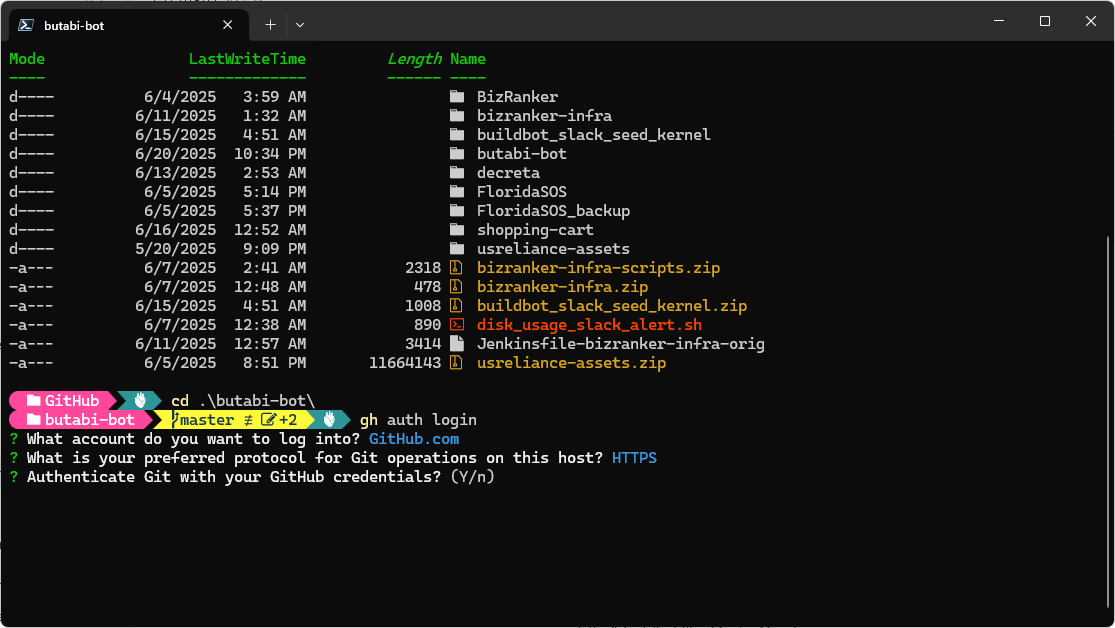 butabi-bot
Mode LastWriteTime Length Name
---- ------------- ------ ----
d---- 6/4/2025 3:59 AM BizRanker
d---- 6/11/2025 1:32 AM bizranker-infra
d---- 6/15/2025 4:51 AM buildbot_slack_seed_kernel
d---- 6/20/2025 10:34 PM butabi-bot
d---- 6/13/2025 2:53 AM decreta
d---- 6/5/2025 5:14 PM FloridaSOS
d---- 6/5/2025 5:37 PM FloridaSOS_backup
d---- 6/16/2025 12:52 AM shopping-cart
d---- 5/20/2025 9:09 PM usreliance-assets
-a--- 6/7/2025 2:41 AM 2318 bizranker-infra-scripts.zip
-a--- 6/7/2025 12:48 AM 478 bizranker-infra.zip
-a--- 6/15/2025 4:51 AM 1008 buildbot_slack_seed_kernel.zip
-a--- 6/7/2025 12:38 AM 890 disk_usage_slack_alert.sh
-a--- 6/11/2025 12:57 AM 3414 Jenkinsfile-bizranker-infra-orig
-a--- 6/5/2025 8:51 PM 11664143 usreliance-assets.zip
GitHub cd .\butabi-bot\
butabi-bot master ≢ +2 gh auth login
? What account do you want to log into? GitHub.com
? What is your preferred protocol for Git operations on this host? HTTPS
? Authenticate Git with your GitHub credentials? (Y/n)